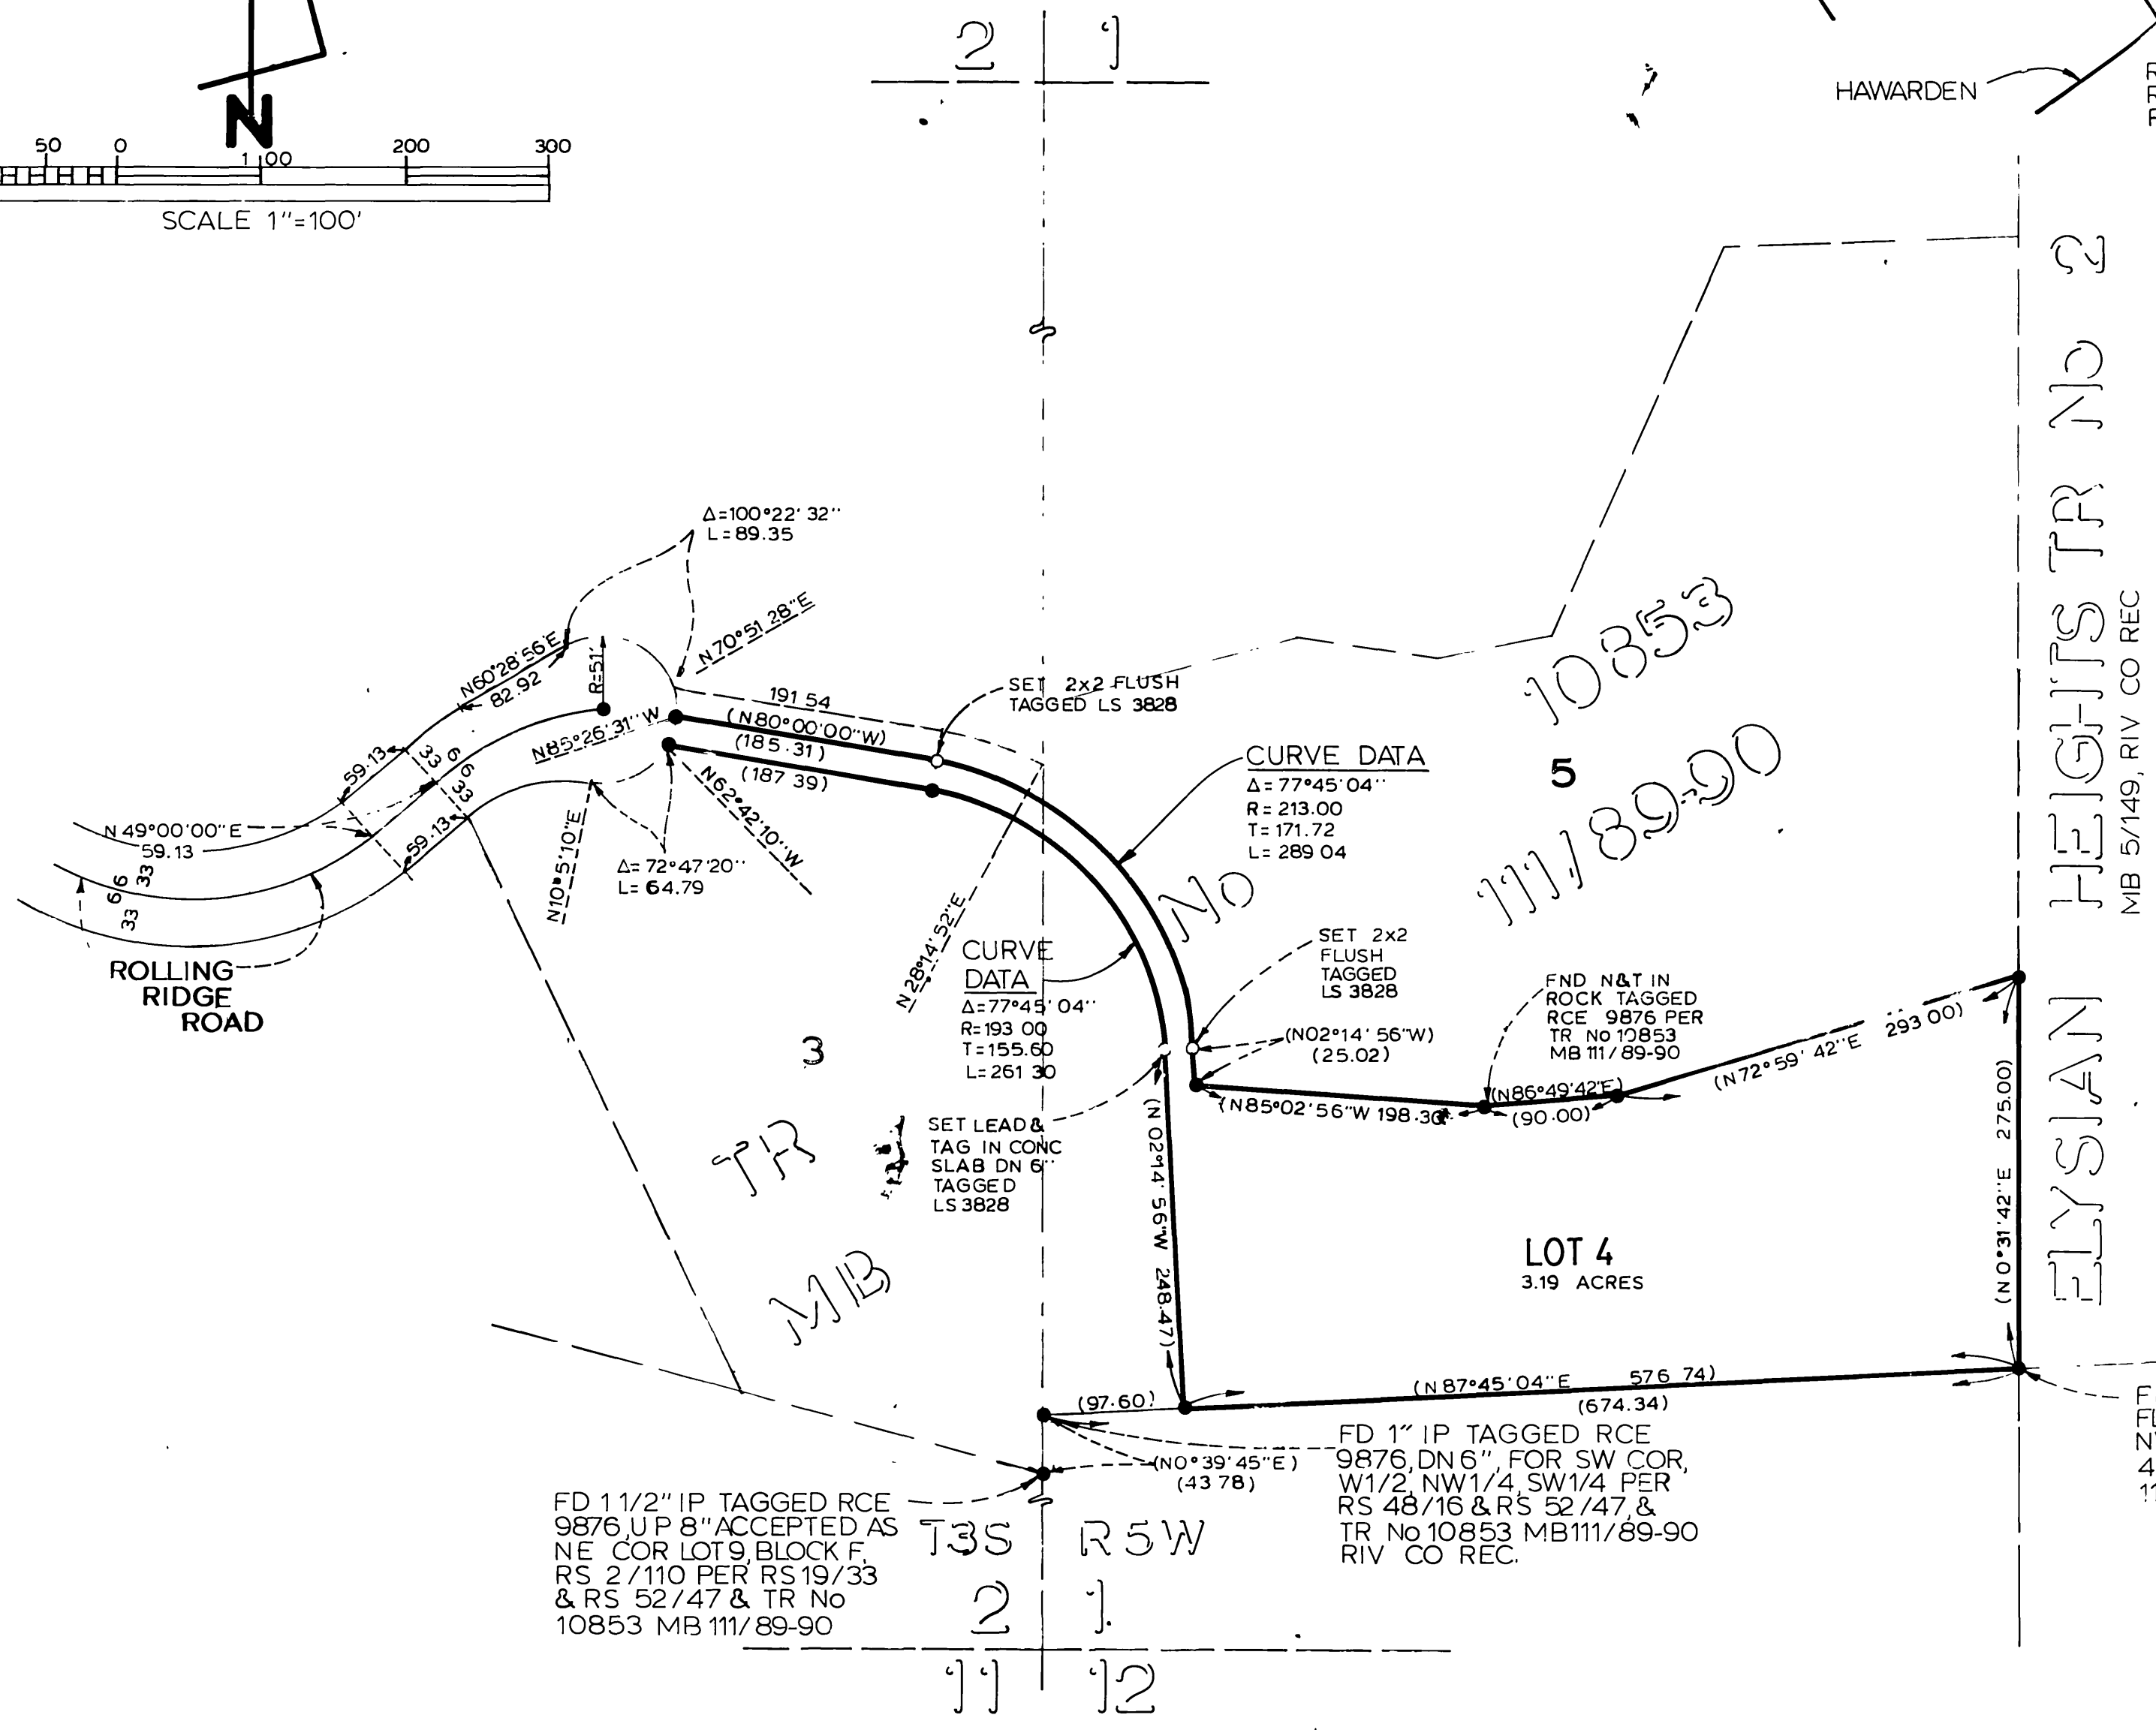 2 1
HAWARDEN
N
50 0 100 200 300
SCALE 1"=100'
ELYSIAN HEIGHTS TR NO 2
MB 5/149, RIV CO REC
Δ=100°22'32"
L=89.35
N70°51'28"E
N60°28'56"E
82.92
R=51'
191.54
(N80°00'00"W)
(185.31)
(187.39)
SET 2x2 FLUSH
TAGGED LS 3828
N85°26'31"W
N62°42'10"W
59.13
33
66
33
59.13
N 49°00'00"E
59.13
66
33
33
N10°5'10"E
Δ=72°47'20"
L=64.79
ROLLING
RIDGE
ROAD
N28°14'52"E
CURVE DATA
Δ=77°45'04"
R=213.00
T=171.72
L=289.04
5
TR No 10853
MB 111/89-90
CURVE
DATA
Δ=77°45'04"
R=193.00
T=155.60
L=261.30
3
SET 2x2
FLUSH
TAGGED
LS 3828
(N02°14'56"W)
(25.02)
FND N&T IN
ROCK TAGGED
RCE 9876 PER
TR No 10853
MB 111/89-90
(N85°02'56"W 198.30)
(N86°49'42"E)
(90.00)
(N72°59'42"E 293.00)
(N0°31'42"E 275.00)
SET LEAD &
TAG IN CONC
SLAB DN 6"
TAGGED
LS 3828
(N 02°14'56"W 248.47)
LOT 4
3.19 ACRES
(97.60)
(N 87°45'04"E 576.74)
(674.34)
(N0°39'45"E)
(43.78)
FD 1" IP TAGGED RCE
9876, DN 6", FOR SW COR,
W1/2, NW1/4, SW1/4 PER
RS 48/16 & RS 52/47, &
TR No 10853 MB111/89-90
RIV CO REC.
FD 1 1/2" IP TAGGED RCE
9876, UP 8" ACCEPTED AS
NE COR LOT 9, BLOCK F,
RS 2/110 PER RS 19/33
& RS 52/47 & TR No
10853 MB 111/89-90
T3S R5W
2 1
11 12